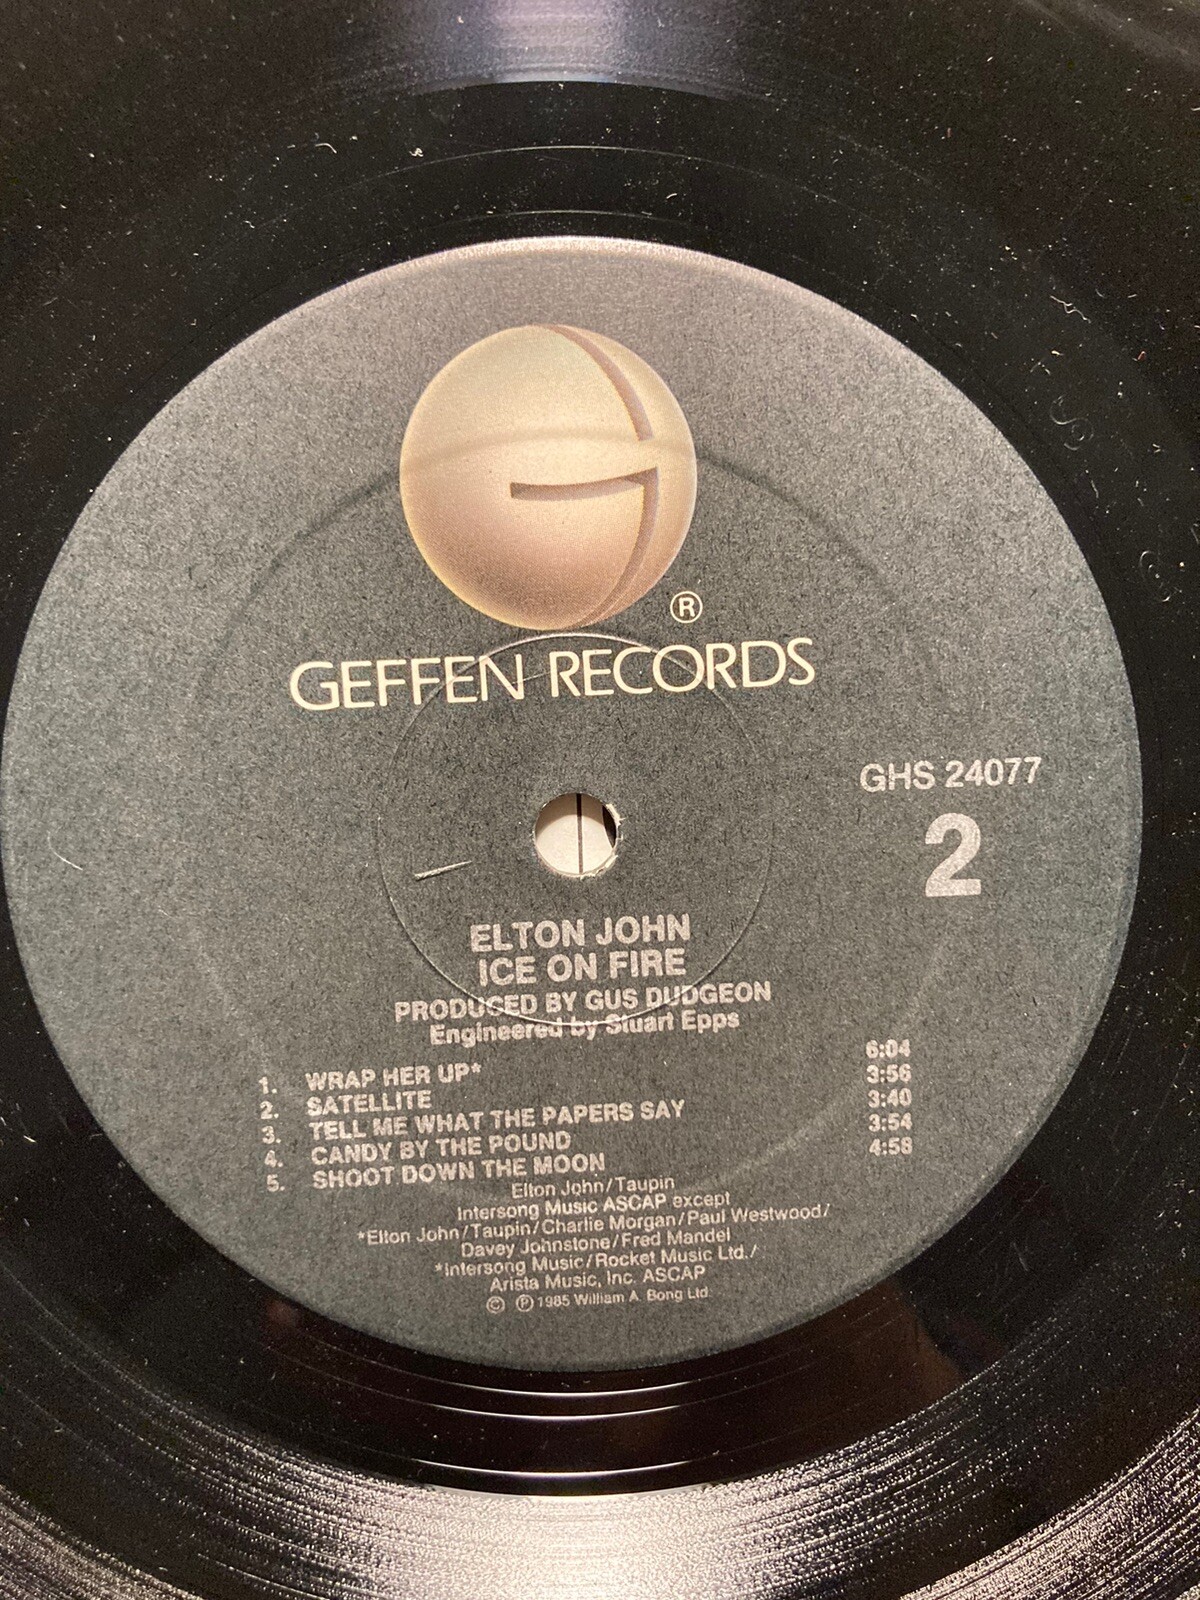 ®
GEFFEN RECORDS
GHS 24077
2
ELTON JOHN
ICE ON FIRE
PRODUCED BY GUS DUDGEON
Engineered by Stuart Epps
1. WRAP HER UP* 6:04
2. SATELLITE 3:56
3. TELL ME WHAT THE PAPERS SAY 3:40
4. CANDY BY THE POUND 3:54
5. SHOOT DOWN THE MOON 4:58
Elton John/Taupin
Intersong Music ASCAP except
*Elton John/Taupin/Charlie Morgan/Paul Westwood/
Davey Johnstone/Fred Mandel
*Intersong Music/Rocket Music Ltd./
Arista Music, Inc. ASCAP
© ℗ 1985 William A. Bong Ltd.